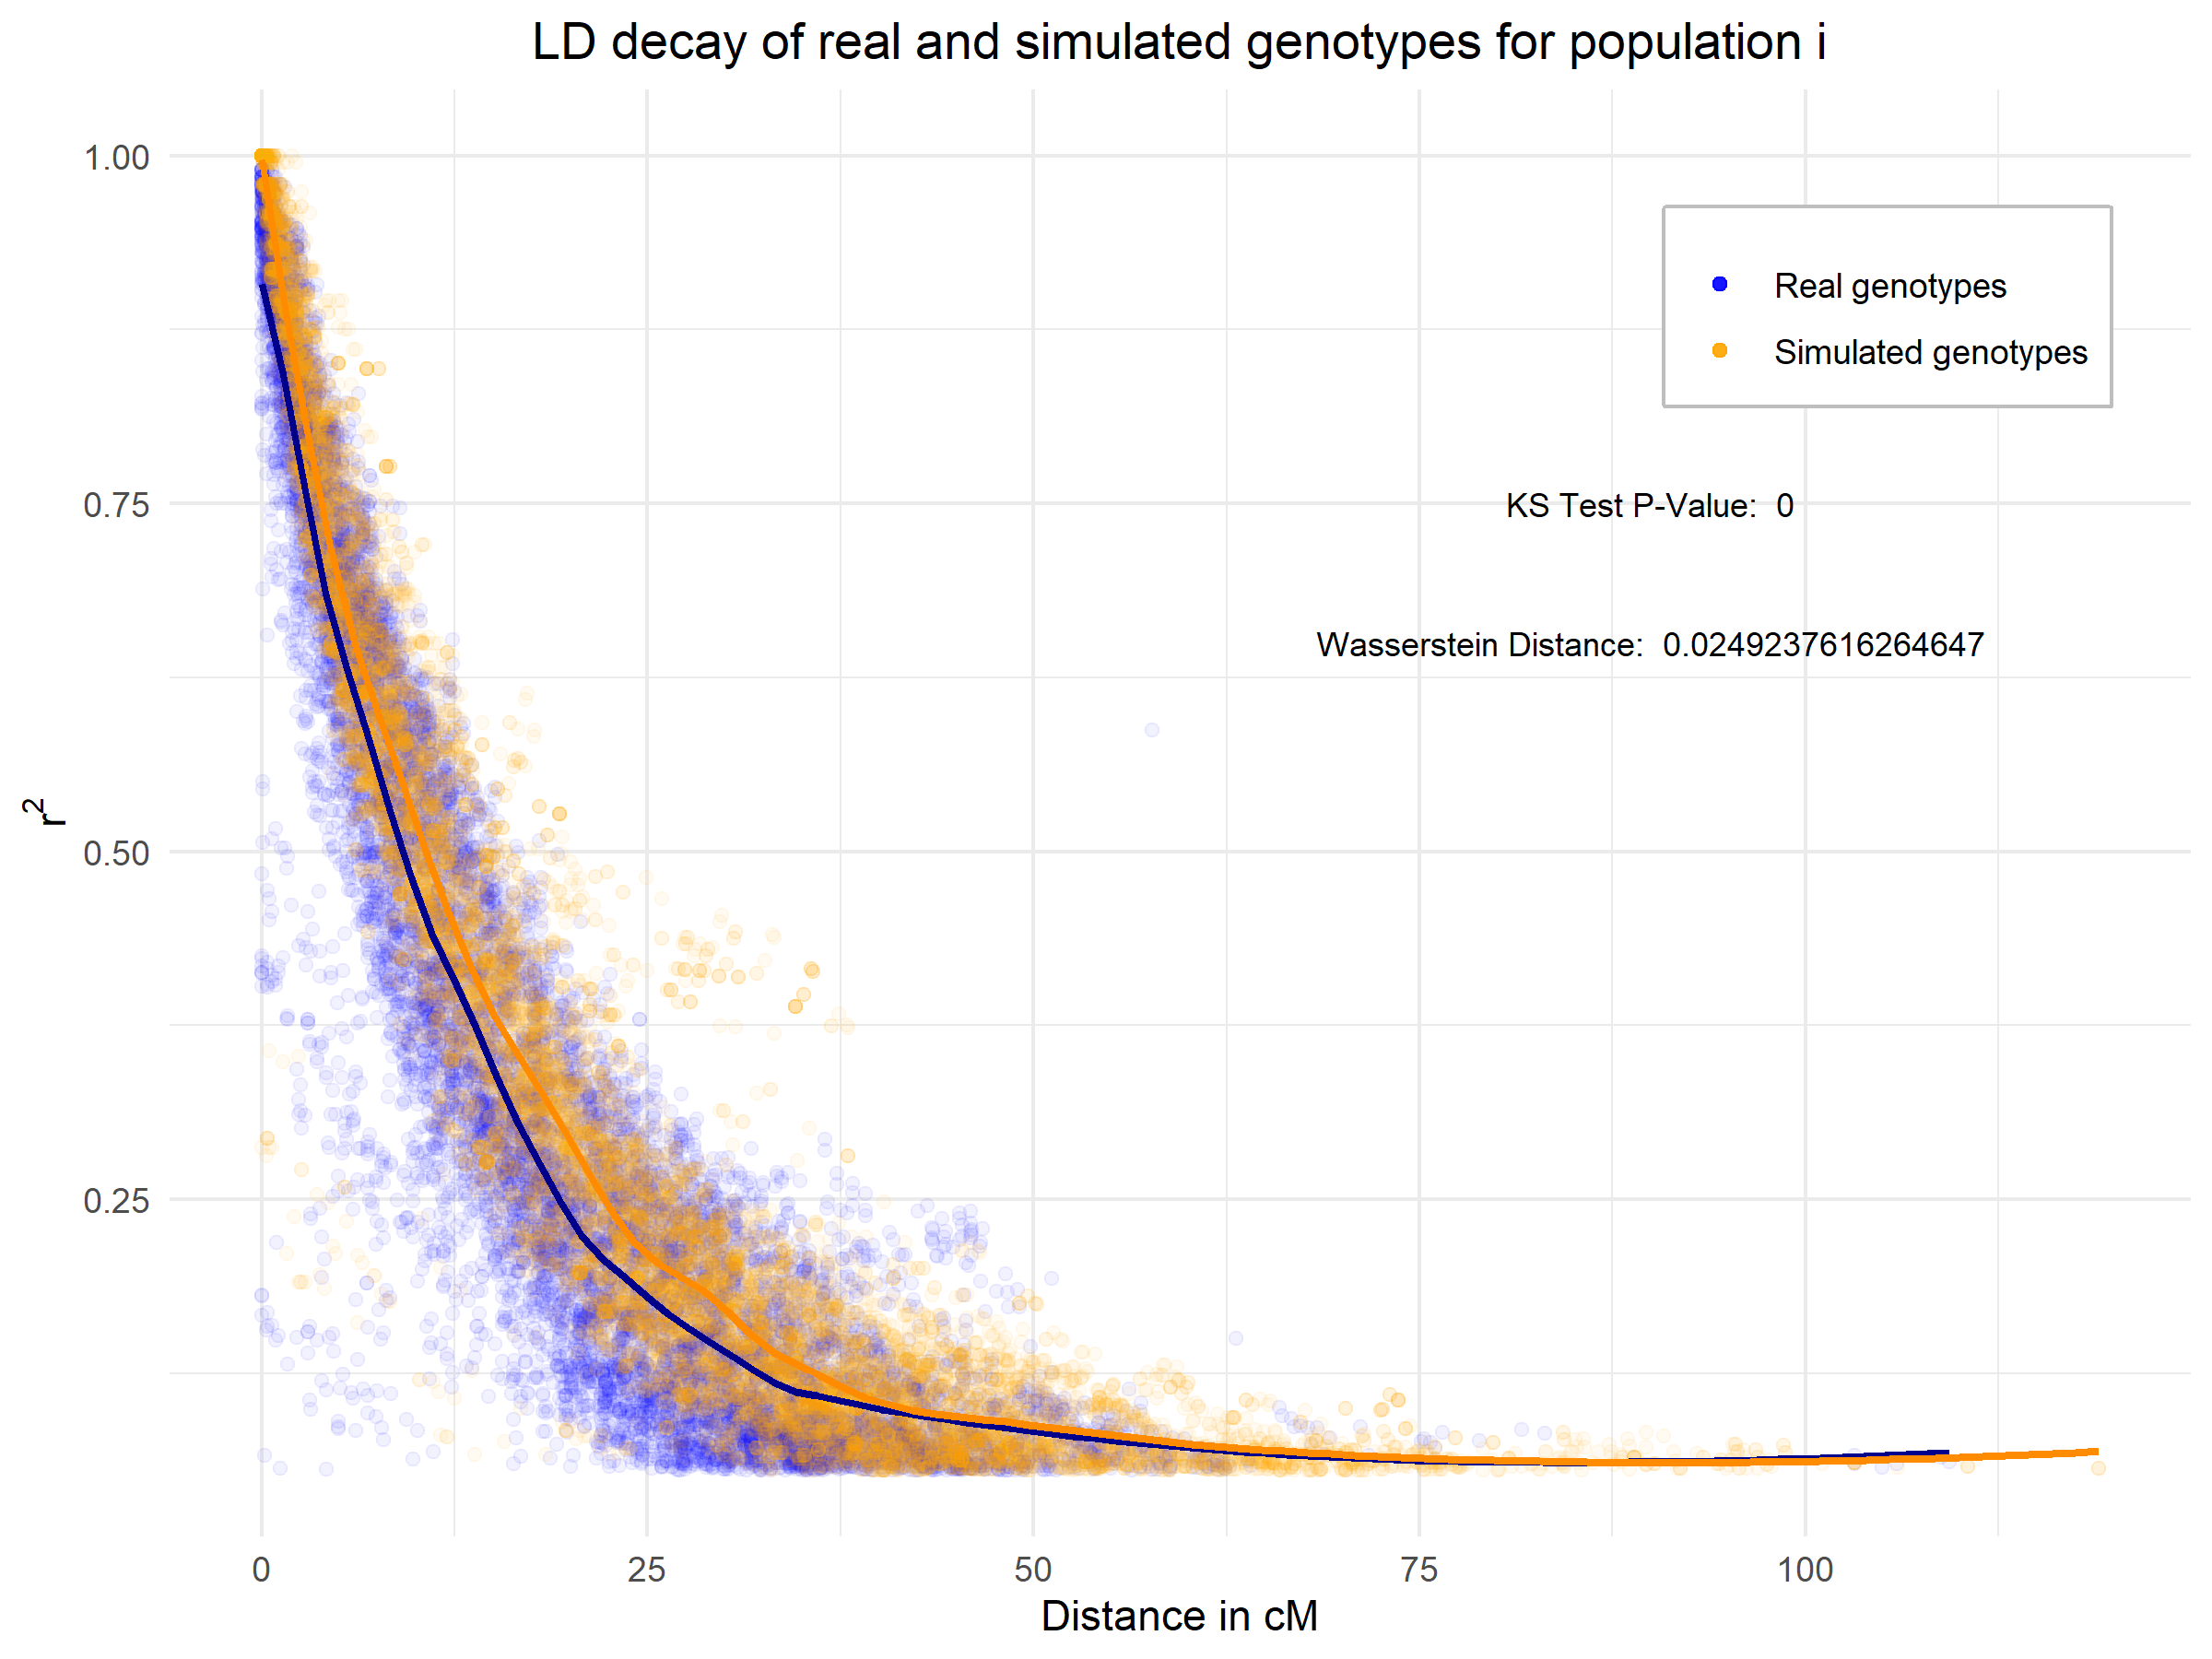 LD decay of real and simulated genotypes for population i
1.00
0.75
0.50
0.25
r²
Real genotypes
Simulated genotypes
KS Test P-Value:  0
Wasserstein Distance:  0.0249237616264647
0
25
50
75
100
Distance in cM